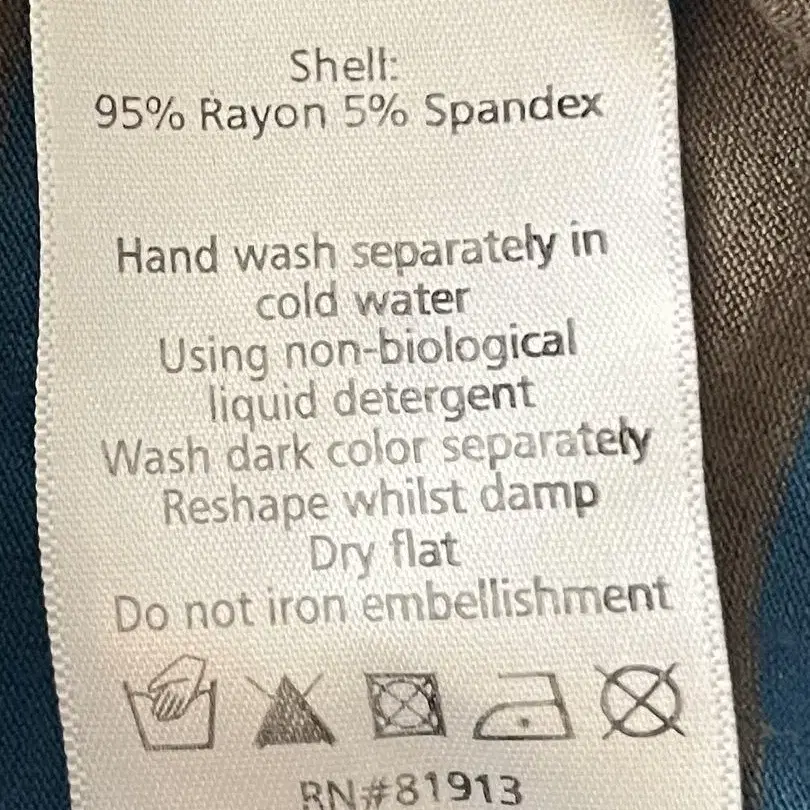 Shell:
95% Rayon 5% Spandex
Hand wash separately in
cold water
Using non-biological
liquid detergent
Wash dark color separately
Reshape whilst damp
Dry flat
Do not iron embellishment
RN#81913